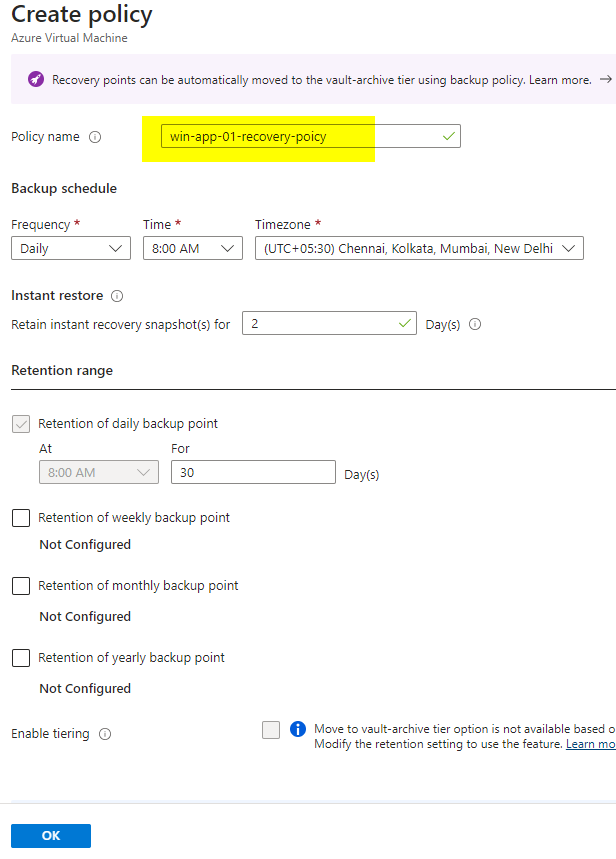 Create policy
Azure Virtual Machine
Recovery points can be automatically moved to the vault-archive tier using backup policy. Learn more. →
Policy name
win-app-01-recovery-poicy
Backup schedule
Frequency * Time * Timezone *
Daily 8:00 AM (UTC+05:30) Chennai, Kolkata, Mumbai, New Delhi
Instant restore
Retain instant recovery snapshot(s) for 2 Day(s)
Retention range
Retention of daily backup point
At For
8:00 AM 30 Day(s)
Retention of weekly backup point
Not Configured
Retention of monthly backup point
Not Configured
Retention of yearly backup point
Not Configured
Enable tiering Move to vault-archive tier option is not available based o
Modify the retention setting to use the feature. Learn mo
OK